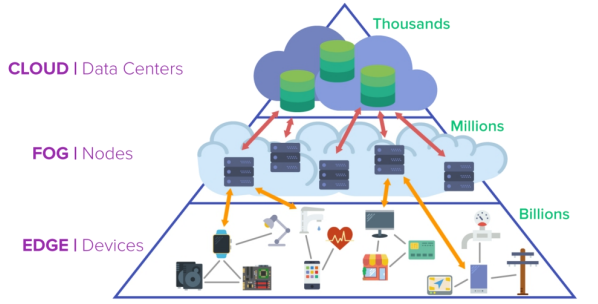 Thousands
CLOUD | Data Centers
Millions
FOG | Nodes
Billions
EDGE | Devices